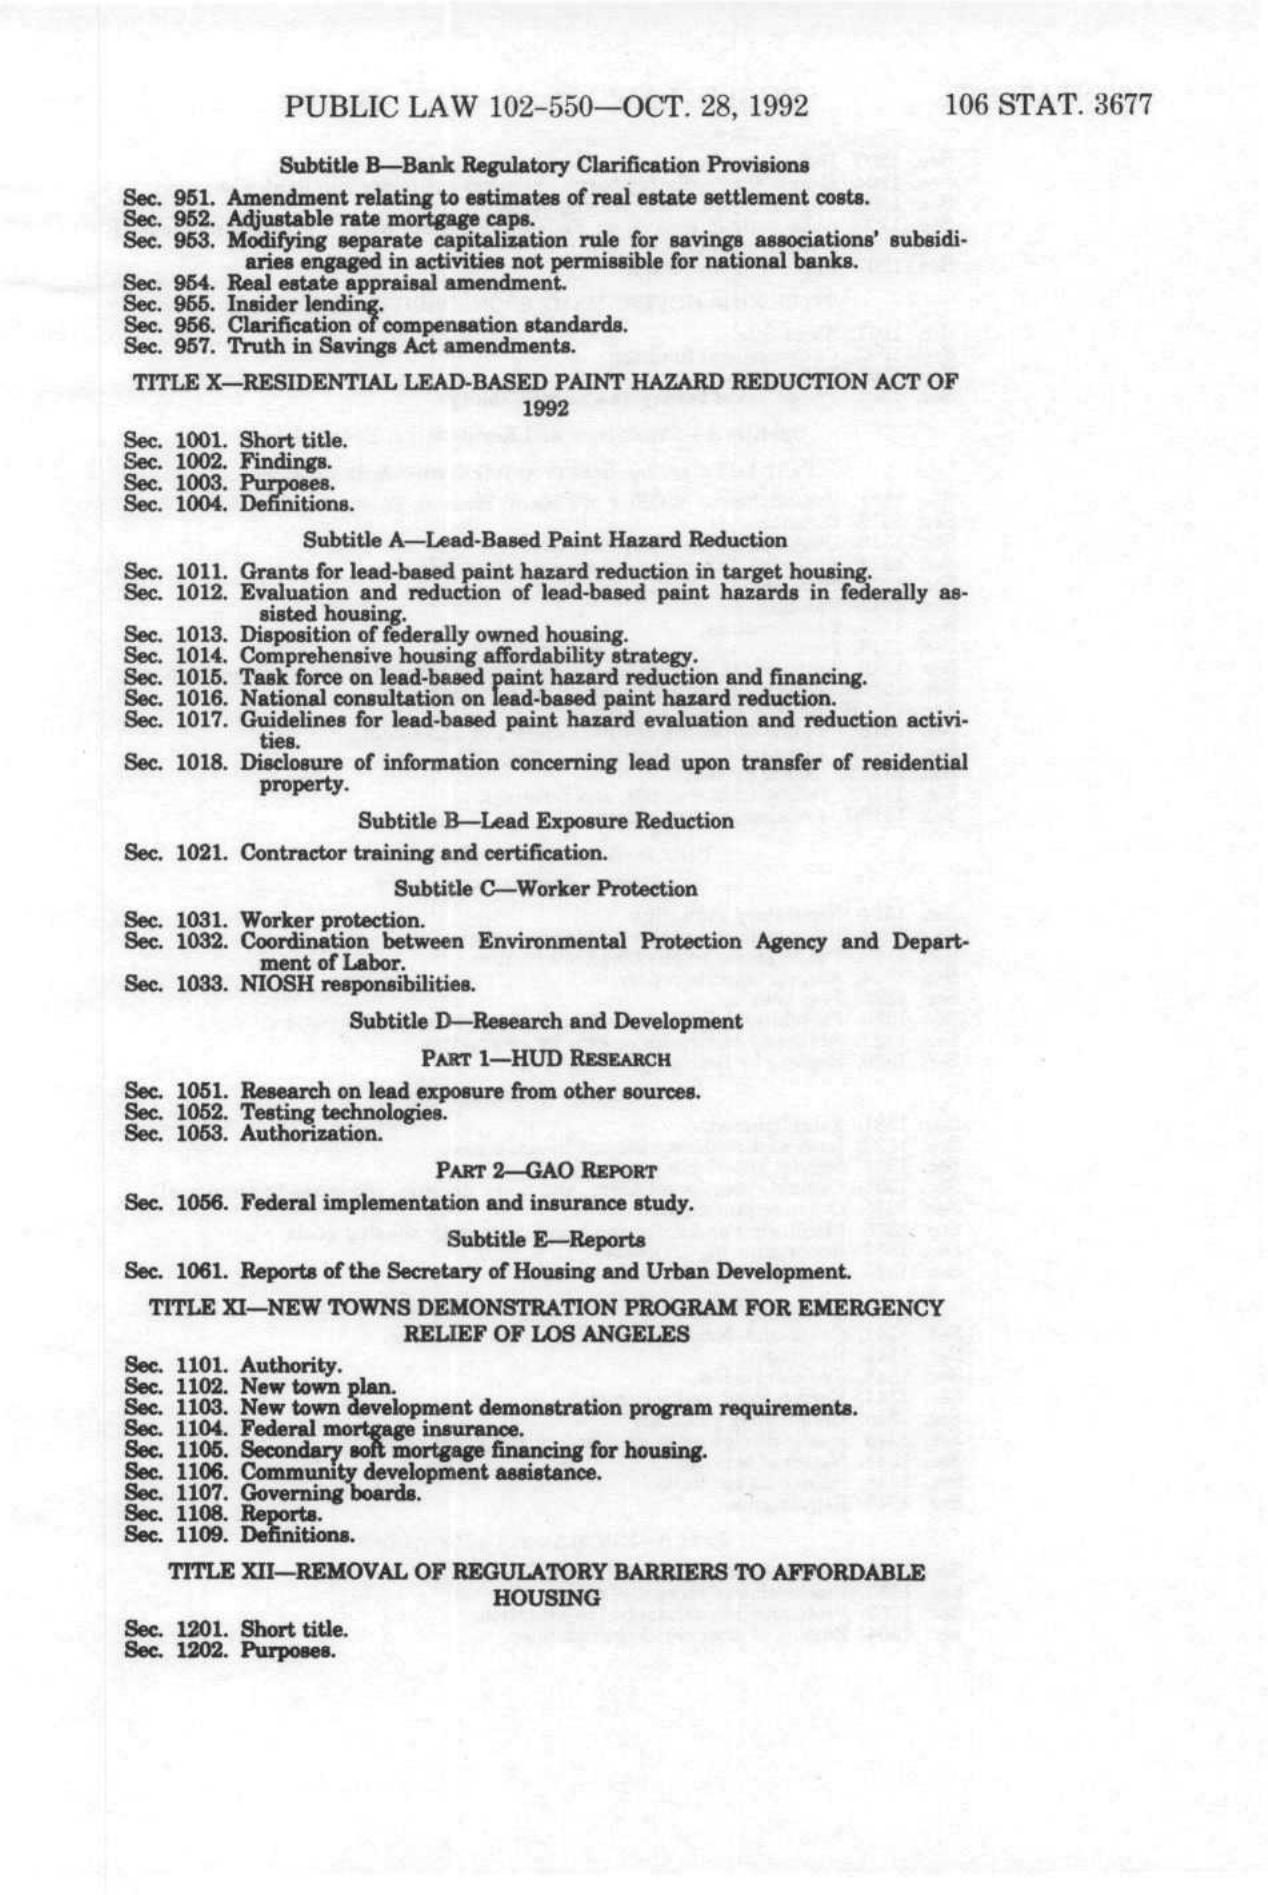 PUBLIC LAW 102-550—OCT. 28, 1992 106 STAT. 3677
Subtitle B—Bank Regulatory Clarification Provisions
Sec. 951. Amendment relating to estimates of real estate settlement costs.
Sec. 952. Adjustable rate mortgage caps.
Sec. 953. Modifying separate capitalization rule for savings associations' subsidi-
aries engaged in activities not permissible for national banks.
Sec. 954. Real estate appraisal amendment.
Sec. 955. Insider lending.
Sec. 956. Clarification of compensation standards.
Sec. 957. Truth in Savings Act amendments.
TITLE X—RESIDENTIAL LEAD-BASED PAINT HAZARD REDUCTION ACT OF
1992
Sec. 1001. Short title.
Sec. 1002. Findings.
Sec. 1003. Purposes.
Sec. 1004. Definitions.
Subtitle A—Lead-Based Paint Hazard Reduction
Sec. 1011. Grants for lead-based paint hazard reduction in target housing.
Sec. 1012. Evaluation and reduction of lead-based paint hazards in federally as-
sisted housing.
Sec. 1013. Disposition of federally owned housing.
Sec. 1014. Comprehensive housing affordability strategy.
Sec. 1015. Task force on lead-based paint hazard reduction and financing.
Sec. 1016. National consultation on lead-based paint hazard reduction.
Sec. 1017. Guidelines for lead-based paint hazard evaluation and reduction activi-
ties.
Sec. 1018. Disclosure of information concerning lead upon transfer of residential
property.
Subtitle B—Lead Exposure Reduction
Sec. 1021. Contractor training and certification.
Subtitle C—Worker Protection
Sec. 1031. Worker protection.
Sec. 1032. Coordination between Environmental Protection Agency and Depart-
ment of Labor.
Sec. 1033. NIOSH responsibilities.
Subtitle D—Research and Development
PART 1—HUD RESEARCH
Sec. 1051. Research on lead exposure from other sources.
Sec. 1052. Testing technologies.
Sec. 1053. Authorization.
PART 2—GAO REPORT
Sec. 1056. Federal implementation and insurance study.
Subtitle E—Reports
Sec. 1061. Reports of the Secretary of Housing and Urban Development.
TITLE XI—NEW TOWNS DEMONSTRATION PROGRAM FOR EMERGENCY
RELIEF OF LOS ANGELES
Sec. 1101. Authority.
Sec. 1102. New town plan.
Sec. 1103. New town development demonstration program requirements.
Sec. 1104. Federal mortgage insurance.
Sec. 1105. Secondary soft mortgage financing for housing.
Sec. 1106. Community development assistance.
Sec. 1107. Governing boards.
Sec. 1108. Reports.
Sec. 1109. Definitions.
TITLE XII—REMOVAL OF REGULATORY BARRIERS TO AFFORDABLE
HOUSING
Sec. 1201. Short title.
Sec. 1202. Purposes.